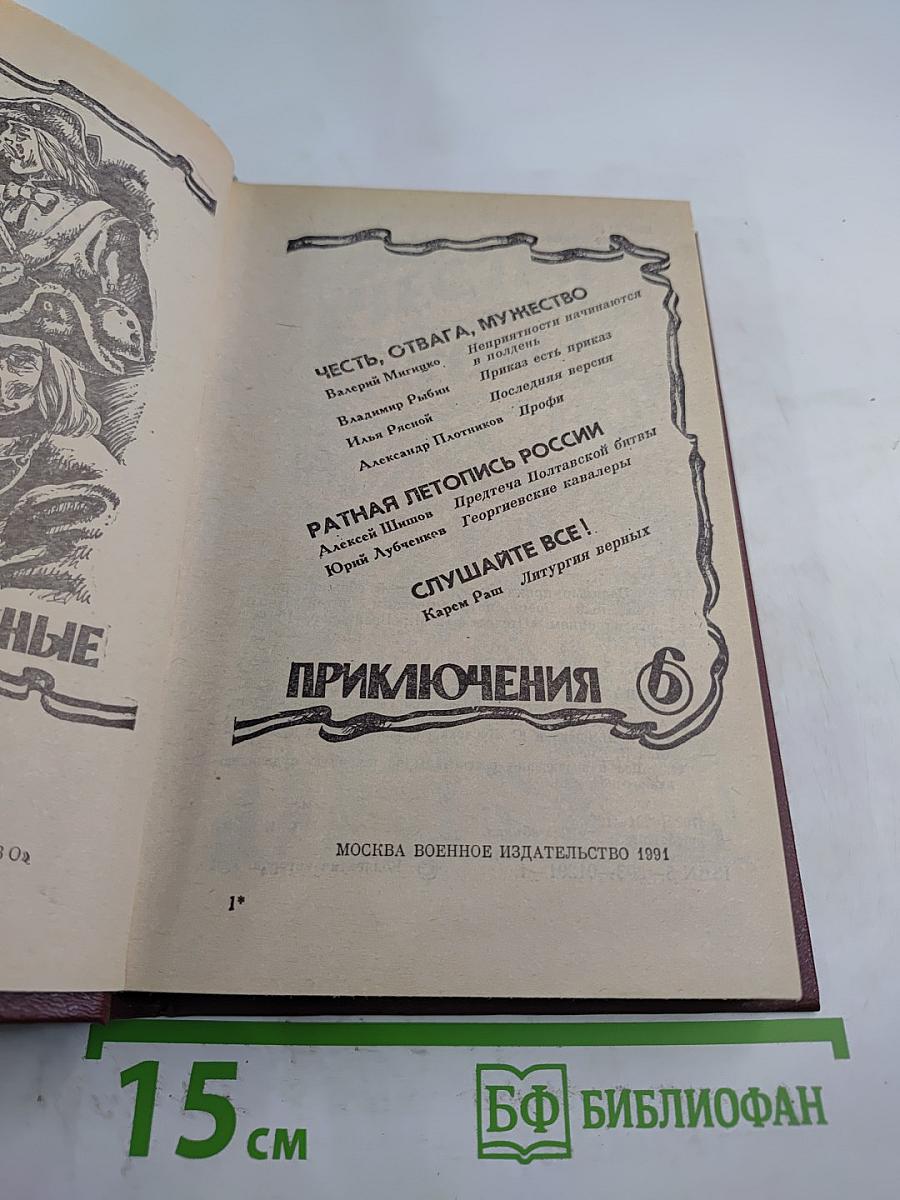 ЧЕСТЬ, ОТВАГА, МУЖЕСТВО
Валерий Мигицко Неприятности начинаются
в полдень
Владимир Рыбин Приказ есть приказ
Илья Рясной Последняя версия
Александр Плотников Профи
РАТНАЯ ЛЕТОПИСЬ РОССИИ
Алексей Шишов Предтеча Полтавской битвы
Юрий Лубченков Георгиевские кавалеры
СЛУШАЙТЕ ВСЕ!
Карем Раш Литургия верных
НЫЕ
ПРИКЛЮЧЕНИЯ 6
МОСКВА ВОЕННОЕ ИЗДАТЕЛЬСТВО 1991
1*
15 см
БФ БИБЛИОФАН